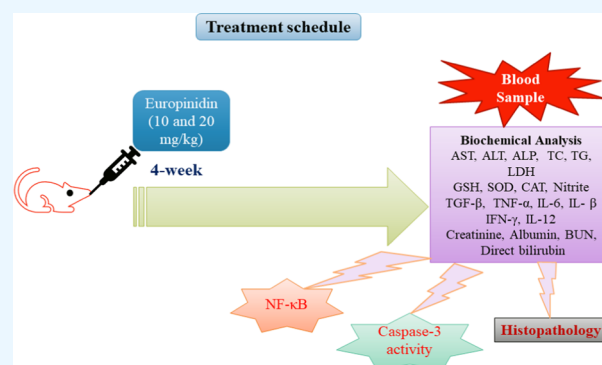 Treatment schedule
Europinidin
(10 and 20
mg/kg)
4-week
Blood
Sample
Biochemical Analysis
AST, ALT, ALP, TC, TG,
LDH
GSH, SOD, CAT, Nitrite
TGF-β, TNF-α, IL-6, IL- β
IFN-γ, IL-12
Creatinine, Albumin, BUN,
Direct bilirubin
NF-κB
Caspase-3
activity
Histopathology